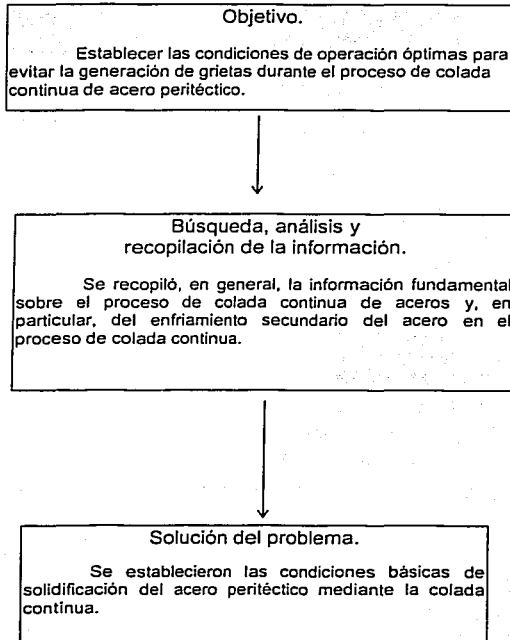 Objetivo.
Establecer las condiciones de operación óptimas para
evitar la generación de grietas durante el proceso de colada
continua de acero peritéctico.
Búsqueda, análisis y
recopilación de la información.
Se recopiló, en general, la información fundamental
sobre el proceso de colada continua de aceros y, en
particular, del enfriamiento secundario del acero en el
proceso de colada continua.
Solución del problema.
Se establecieron las condiciones básicas de
solidificación del acero peritéctico mediante la colada
continua.